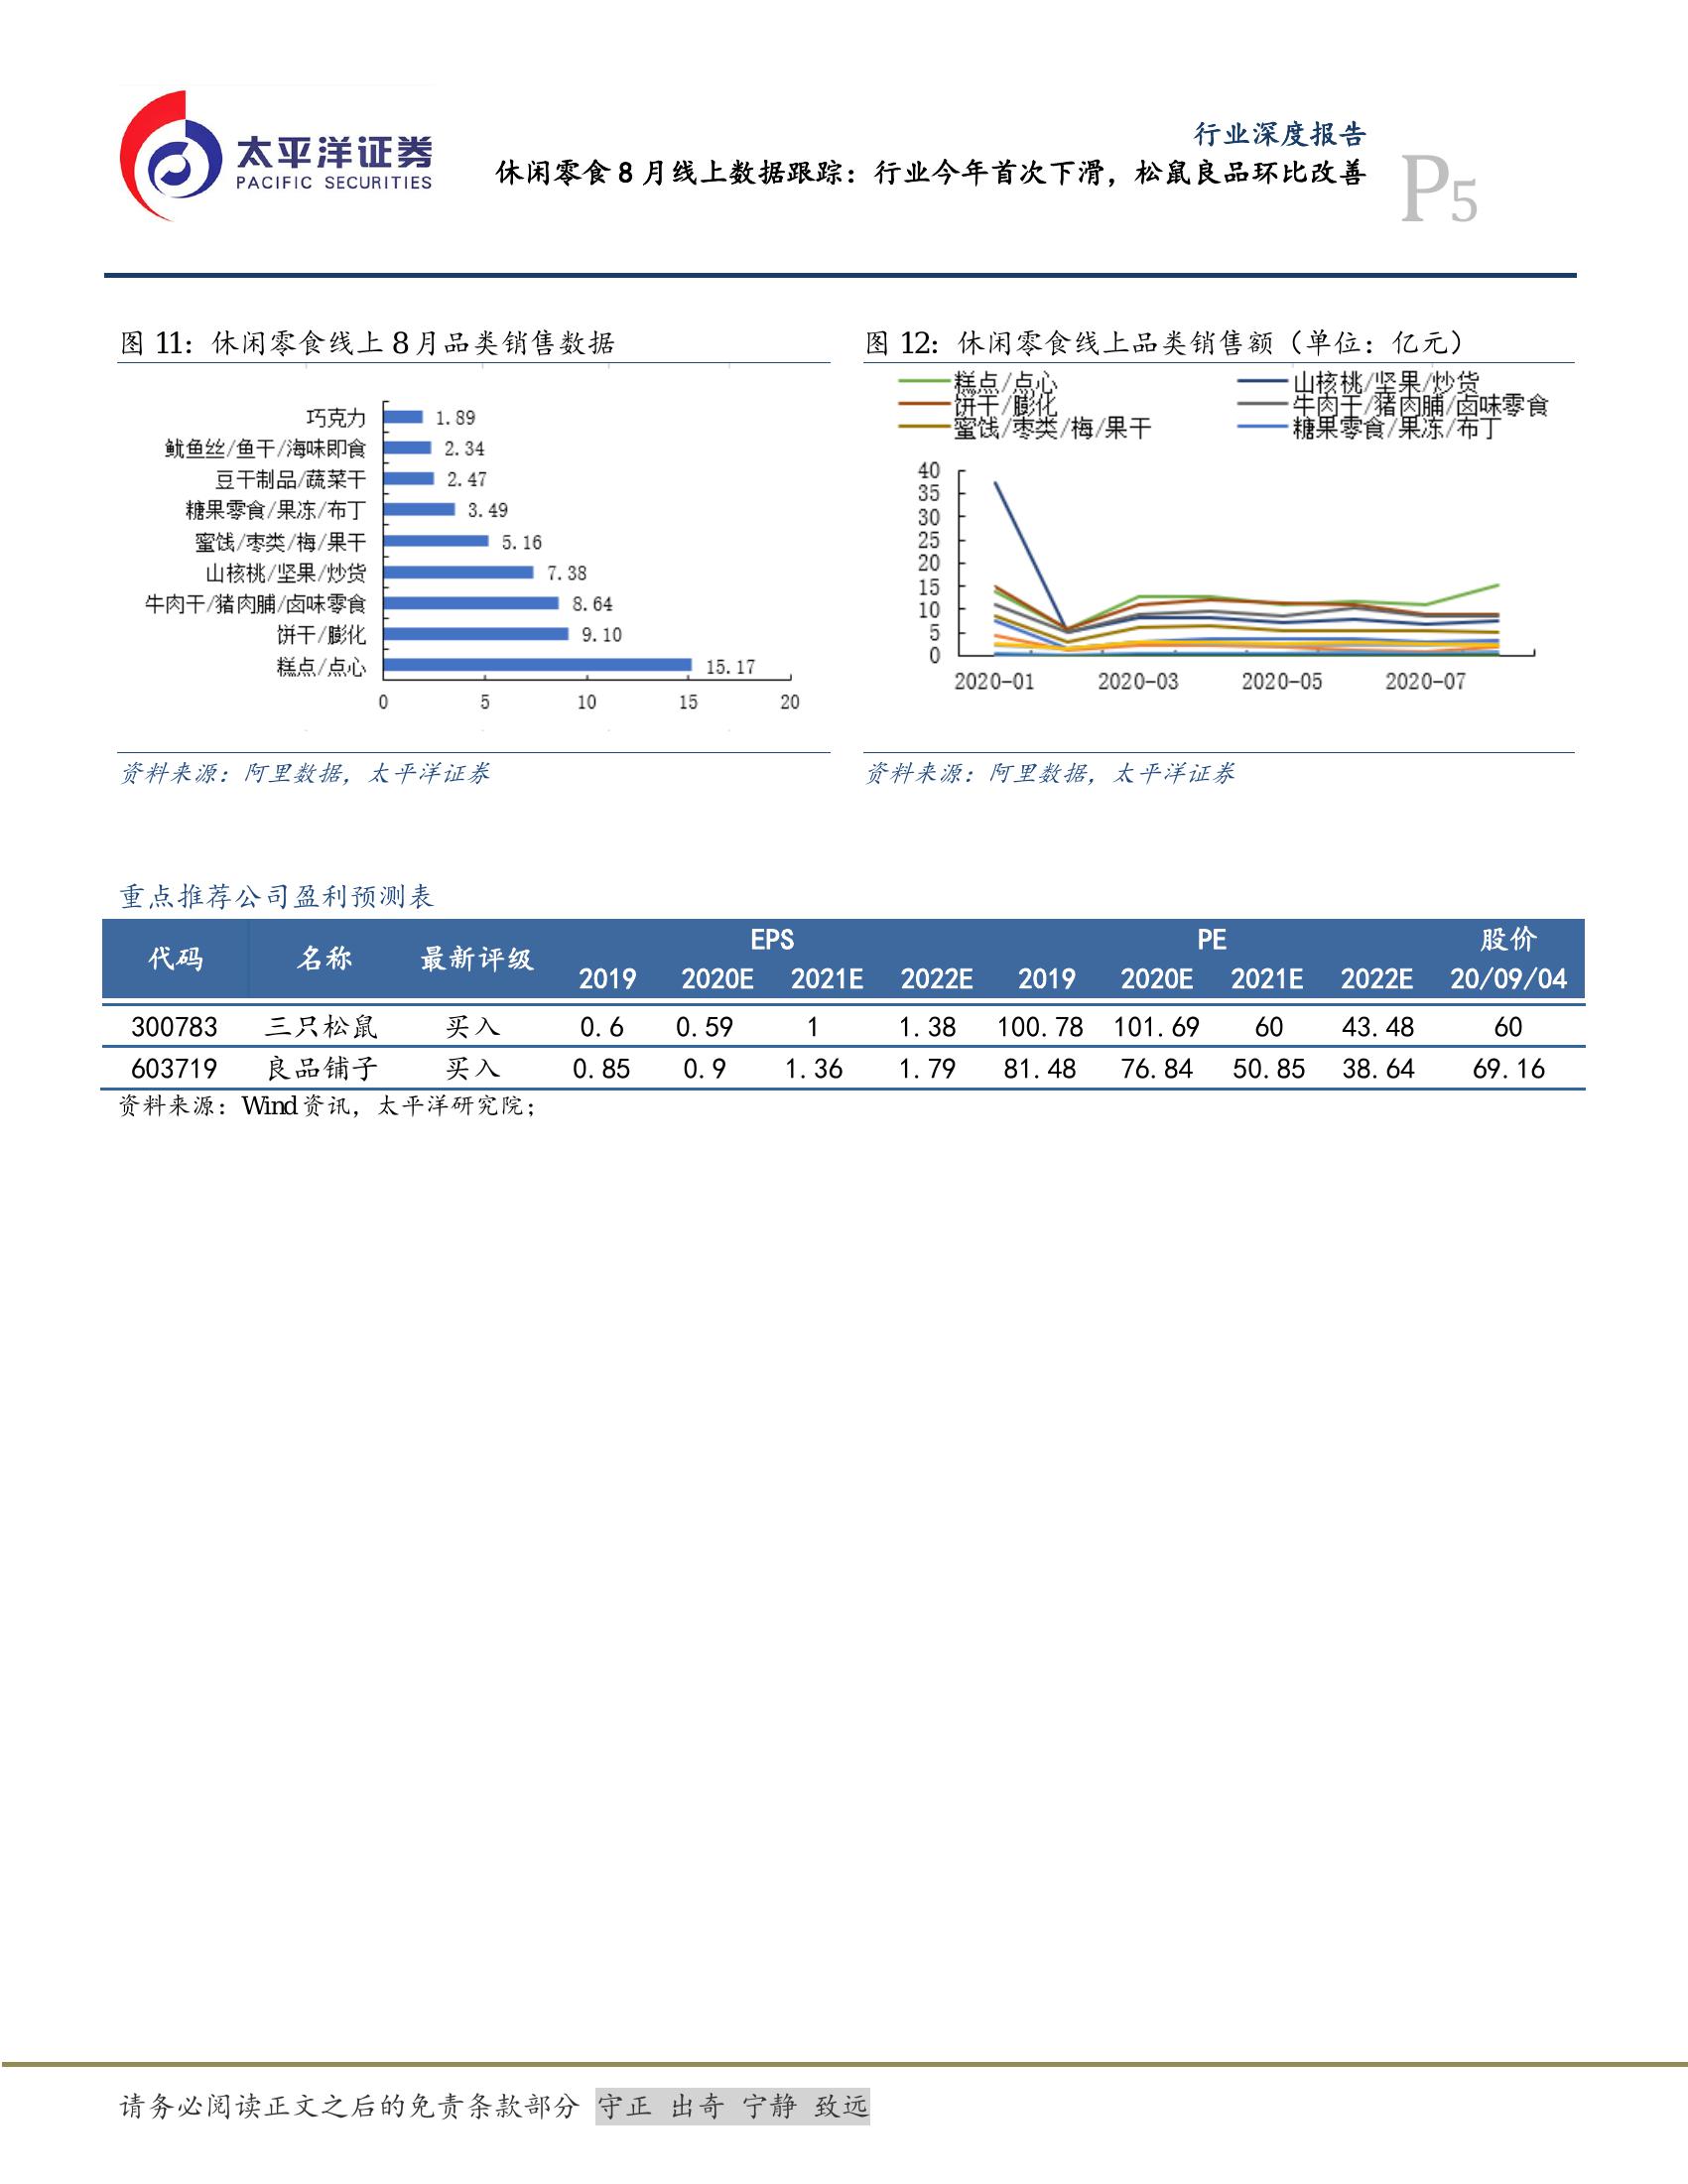 太平洋证券
PACIFIC SECURITIES
行业深度报告
休闲零食 8 月线上数据跟踪：行业今年首次下滑，松鼠良品环比改善
P5
图 11：休闲零食线上 8 月品类销售数据
巧克力 1.89
鱿鱼丝/鱼干/海味即食 2.34
豆干制品/蔬菜干 2.47
糖果零食/果冻/布丁 3.49
蜜饯/枣类/梅/果干 5.16
山核桃/坚果/炒货 7.38
牛肉干/猪肉脯/卤味零食 8.64
饼干/膨化 9.10
糕点/点心 15.17
0 5 10 15 20
资料来源：阿里数据，太平洋证券
图 12：休闲零食线上品类销售额（单位：亿元）
糕点/点心 山核桃/坚果/炒货
饼干/膨化 牛肉干/猪肉脯/卤味零食
蜜饯/枣类/梅/果干 糖果零食/果冻/布丁
40
35
30
25
20
15
10
5
0
2020-01 2020-03 2020-05 2020-07
资料来源：阿里数据，太平洋证券
重点推荐公司盈利预测表
代码 名称 最新评级 EPS PE 股价
2019 2020E 2021E 2022E 2019 2020E 2021E 2022E 20/09/04
300783 三只松鼠 买入 0.6 0.59 1 1.38 100.78 101.69 60 43.48 60
603719 良品铺子 买入 0.85 0.9 1.36 1.79 81.48 76.84 50.85 38.64 69.16
资料来源：Wind 资讯，太平洋研究院；
请务必阅读正文之后的免责条款部分 守正 出奇 宁静 致远